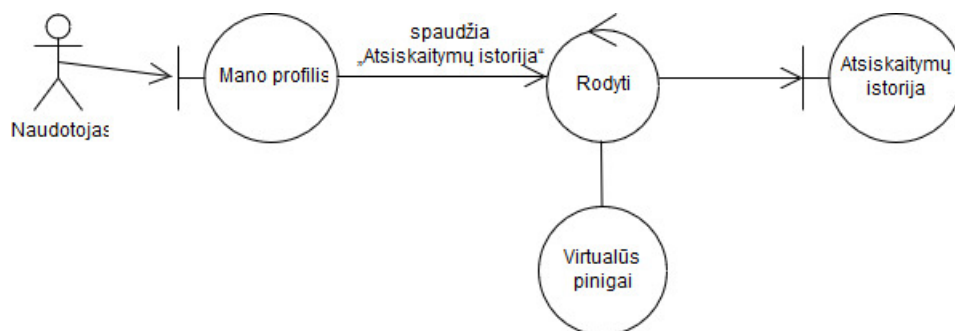 Naudotojas
Mano profilis
spaudžia
„Atsiskaitymų istorija“
Rodyti
Atsiskaitymų
istorija
Virtualūs
pinigai